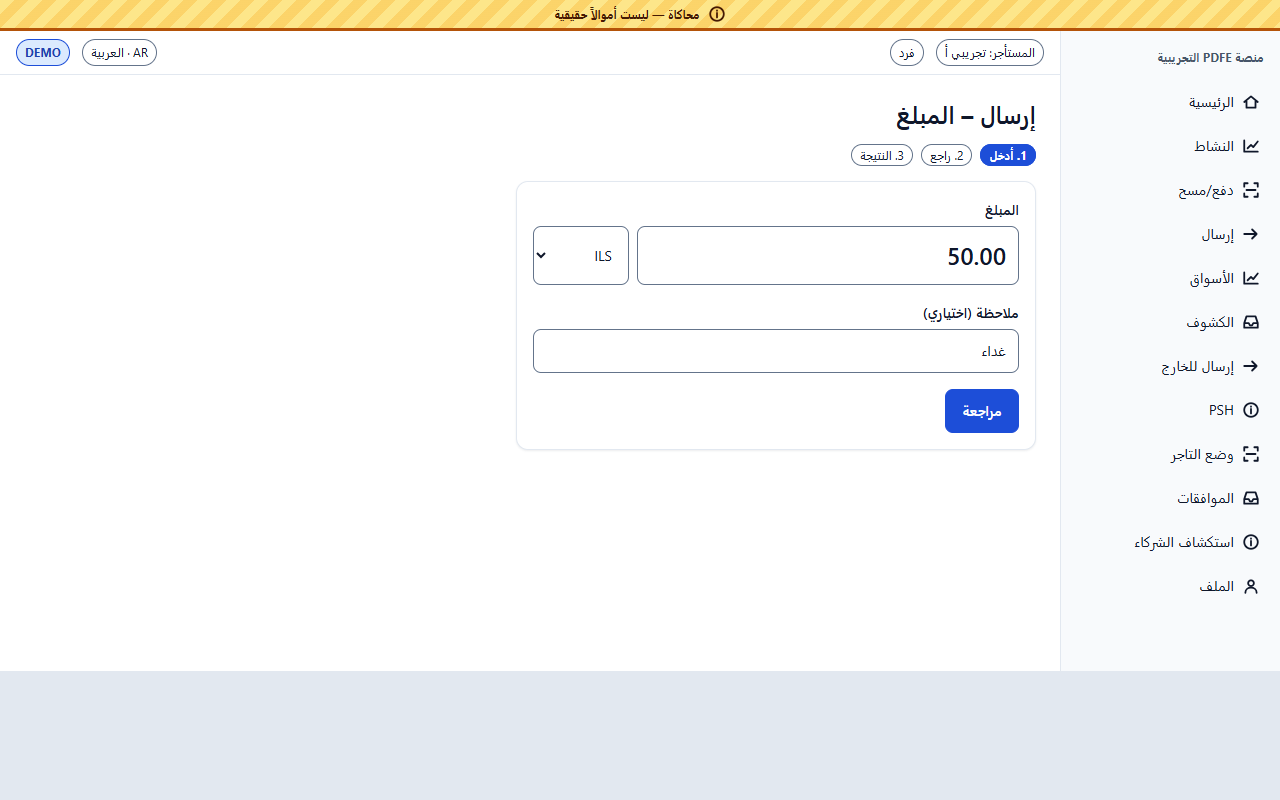 محاكاة — ليست أموالاً حقيقية
منصة PDFE التجريبية
الرئيسية
النشاط
دفع/مسح
إرسال
الأسواق
الكشوف
إرسال للخارج
PSH
وضع التاجر
الموافقات
استكشاف الشركاء
الملف
المستأجر: تجريبي أ
فرد
AR · العربية
DEMO
إرسال – المبلغ
1. أدخل
2. راجع
3. النتيجة
المبلغ
50.00
ILS
ملاحظة (اختياري)
غداء
مراجعة